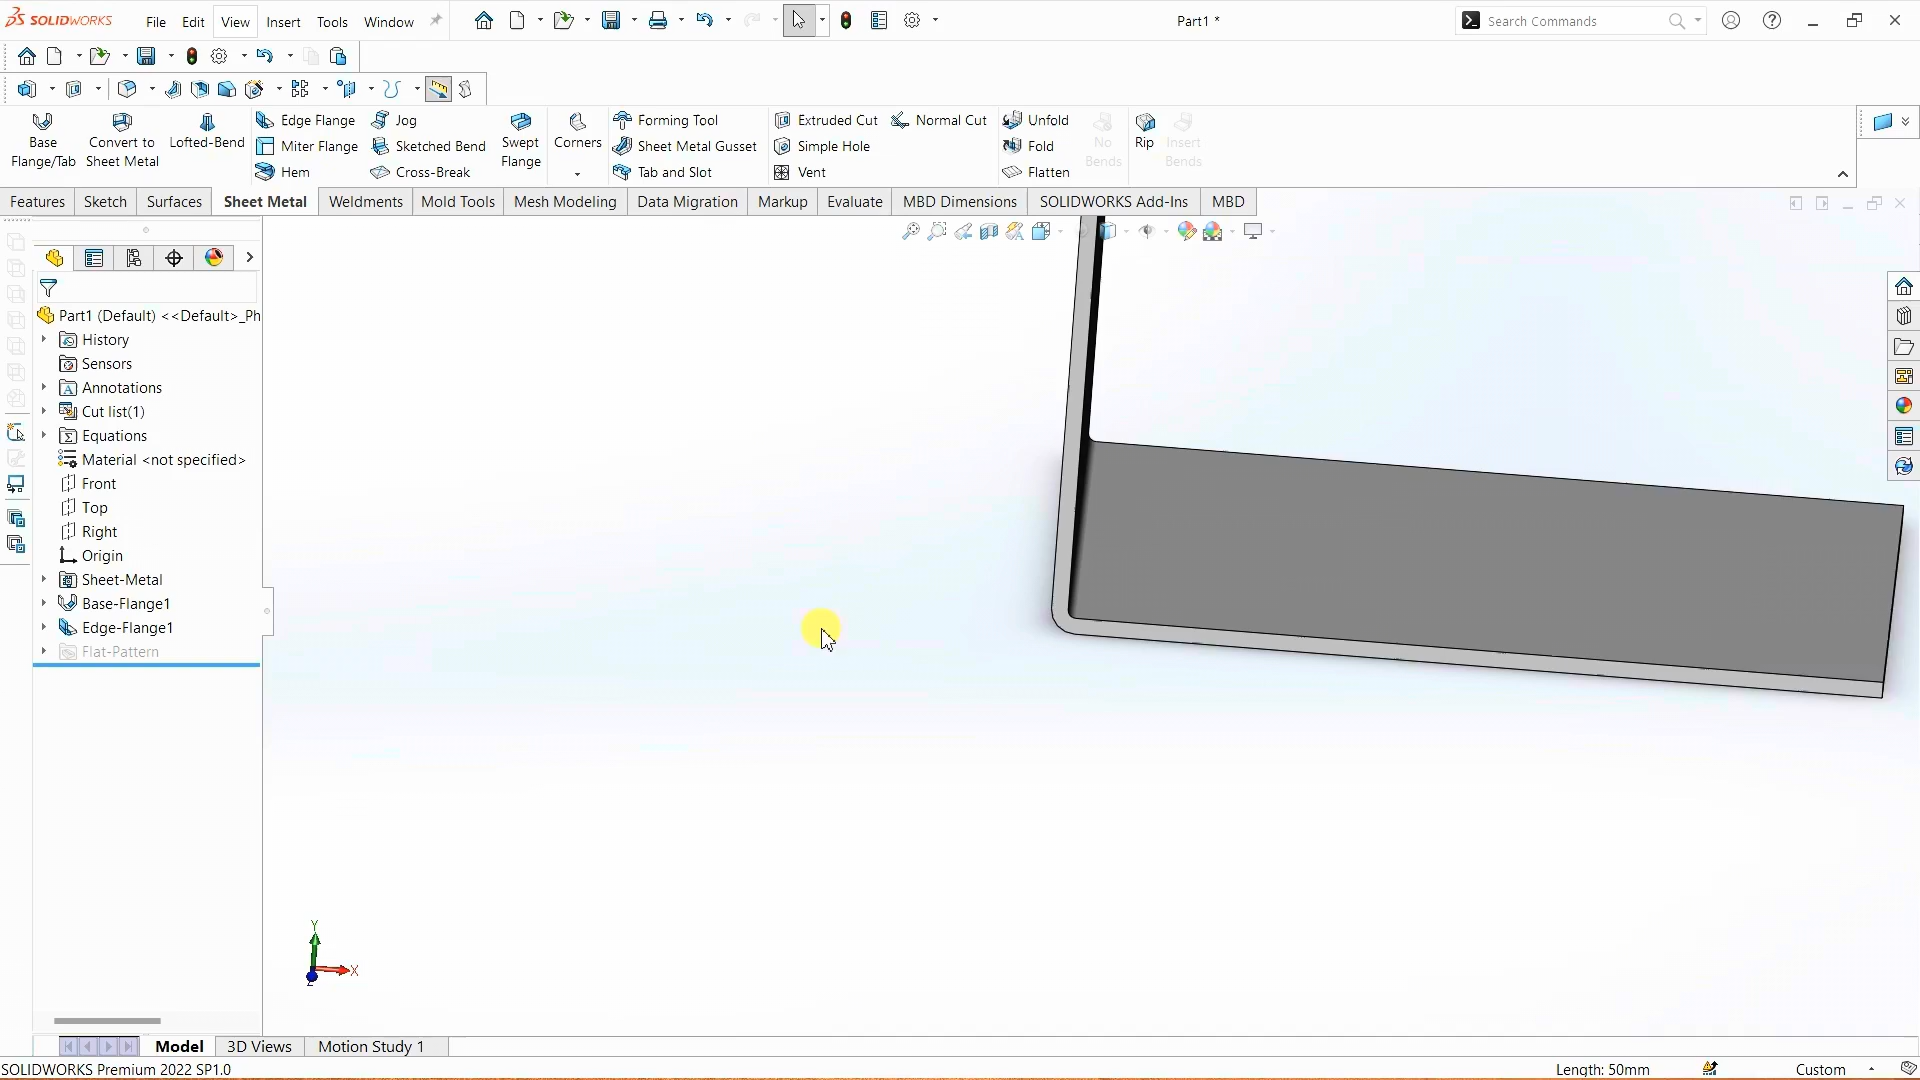 SOLIDWORKS File Edit View Insert Tools Window Part1 * Search Commands
Base Flange/Tab
Convert to Sheet Metal
Lofted-Bend
Edge Flange
Miter Flange
Hem
Jog
Sketched Bend
Cross-Break
Swept Flange
Corners
Forming Tool
Sheet Metal Gusset
Tab and Slot
Extruded Cut
Simple Hole
Vent
Normal Cut
Unfold
Fold
Flatten
No Bends
Rip
Insert Bends
Features Sketch Surfaces Sheet Metal Weldments Mold Tools Mesh Modeling Data Migration Markup Evaluate MBD Dimensions SOLIDWORKS Add-Ins MBD
Part1 (Default) <<Default>_Ph
History
Sensors
Annotations
Cut list(1)
Equations
Material <not specified>
Front
Top
Right
Origin
Sheet-Metal
Base-Flange1
Edge-Flange1
Flat-Pattern
Y
X
Z
Model 3D Views Motion Study 1
SOLIDWORKS Premium 2022 SP1.0 Length: 50mm Custom